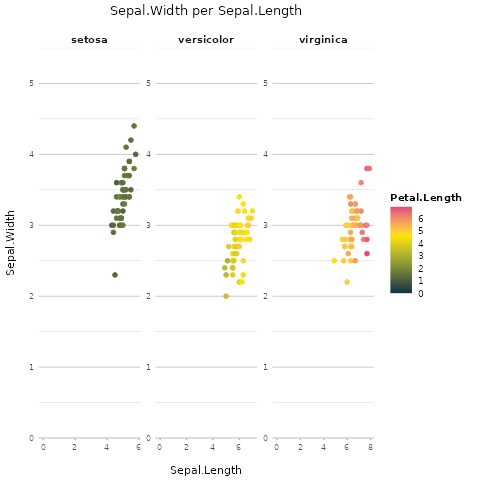 Sepal.Width per Sepal.Length
setosa versicolor virginica
5 5 5
4 4 4
3 3 3
2 2 2
1 1 1
0 0 0
0 2 4 6 0 2 4 6 0 2 4 6 8
Sepal.Width
Sepal.Length
Petal.Length
6
5
4
3
2
1
0